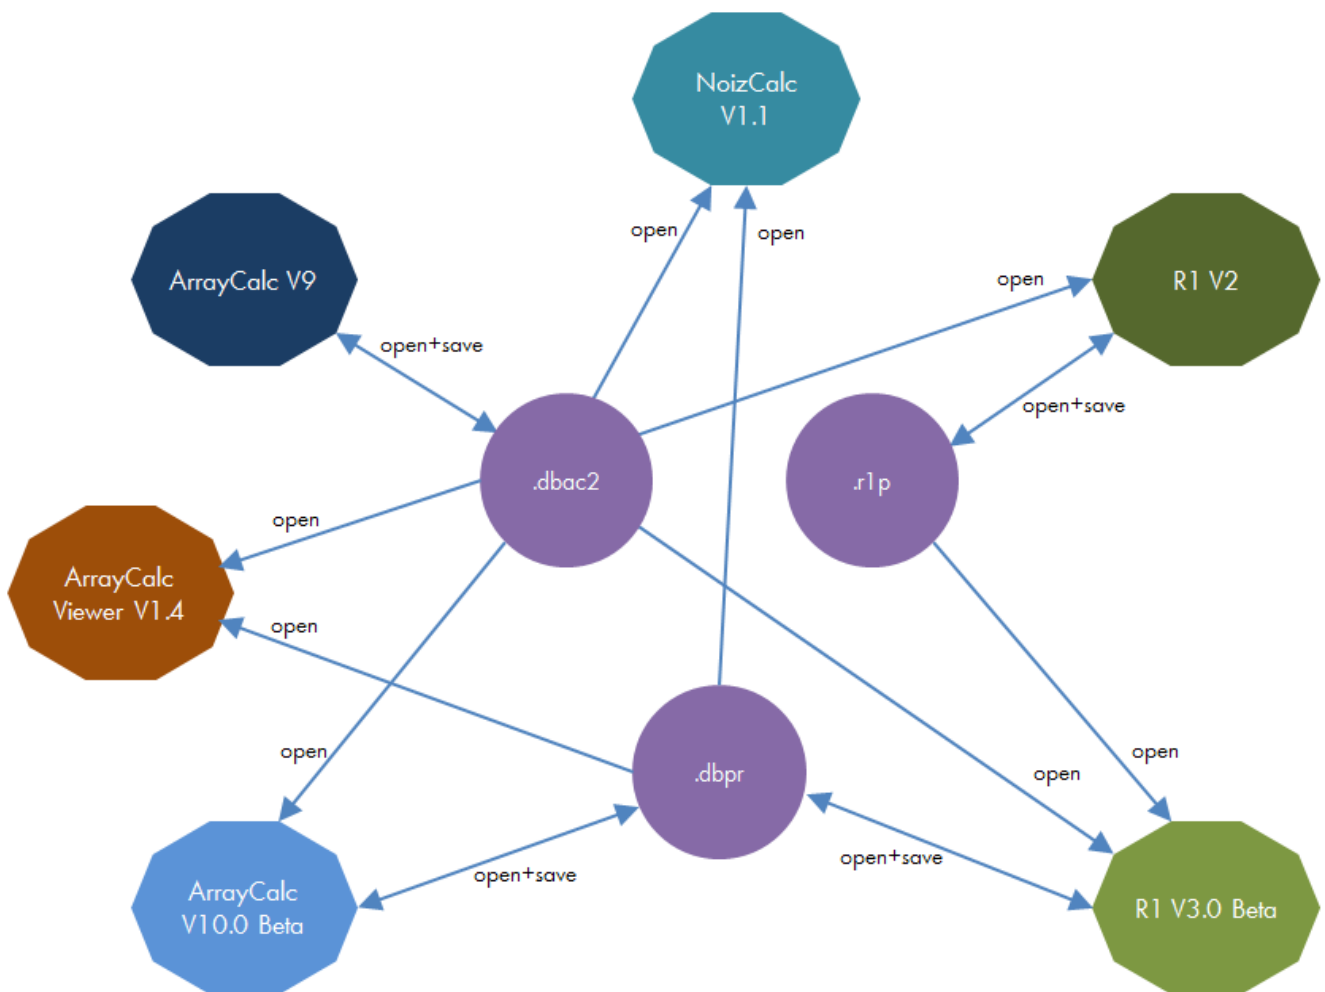 NoizCalc
V1.1
open
open
ArrayCalc V9
open+save
open
R1 V2
open+save
.dbac2
.r1p
open
ArrayCalc
Viewer V1.4
open
.dbpr
open
open
open
open+save
open+save
ArrayCalc
V10.0 Beta
R1 V3.0 Beta